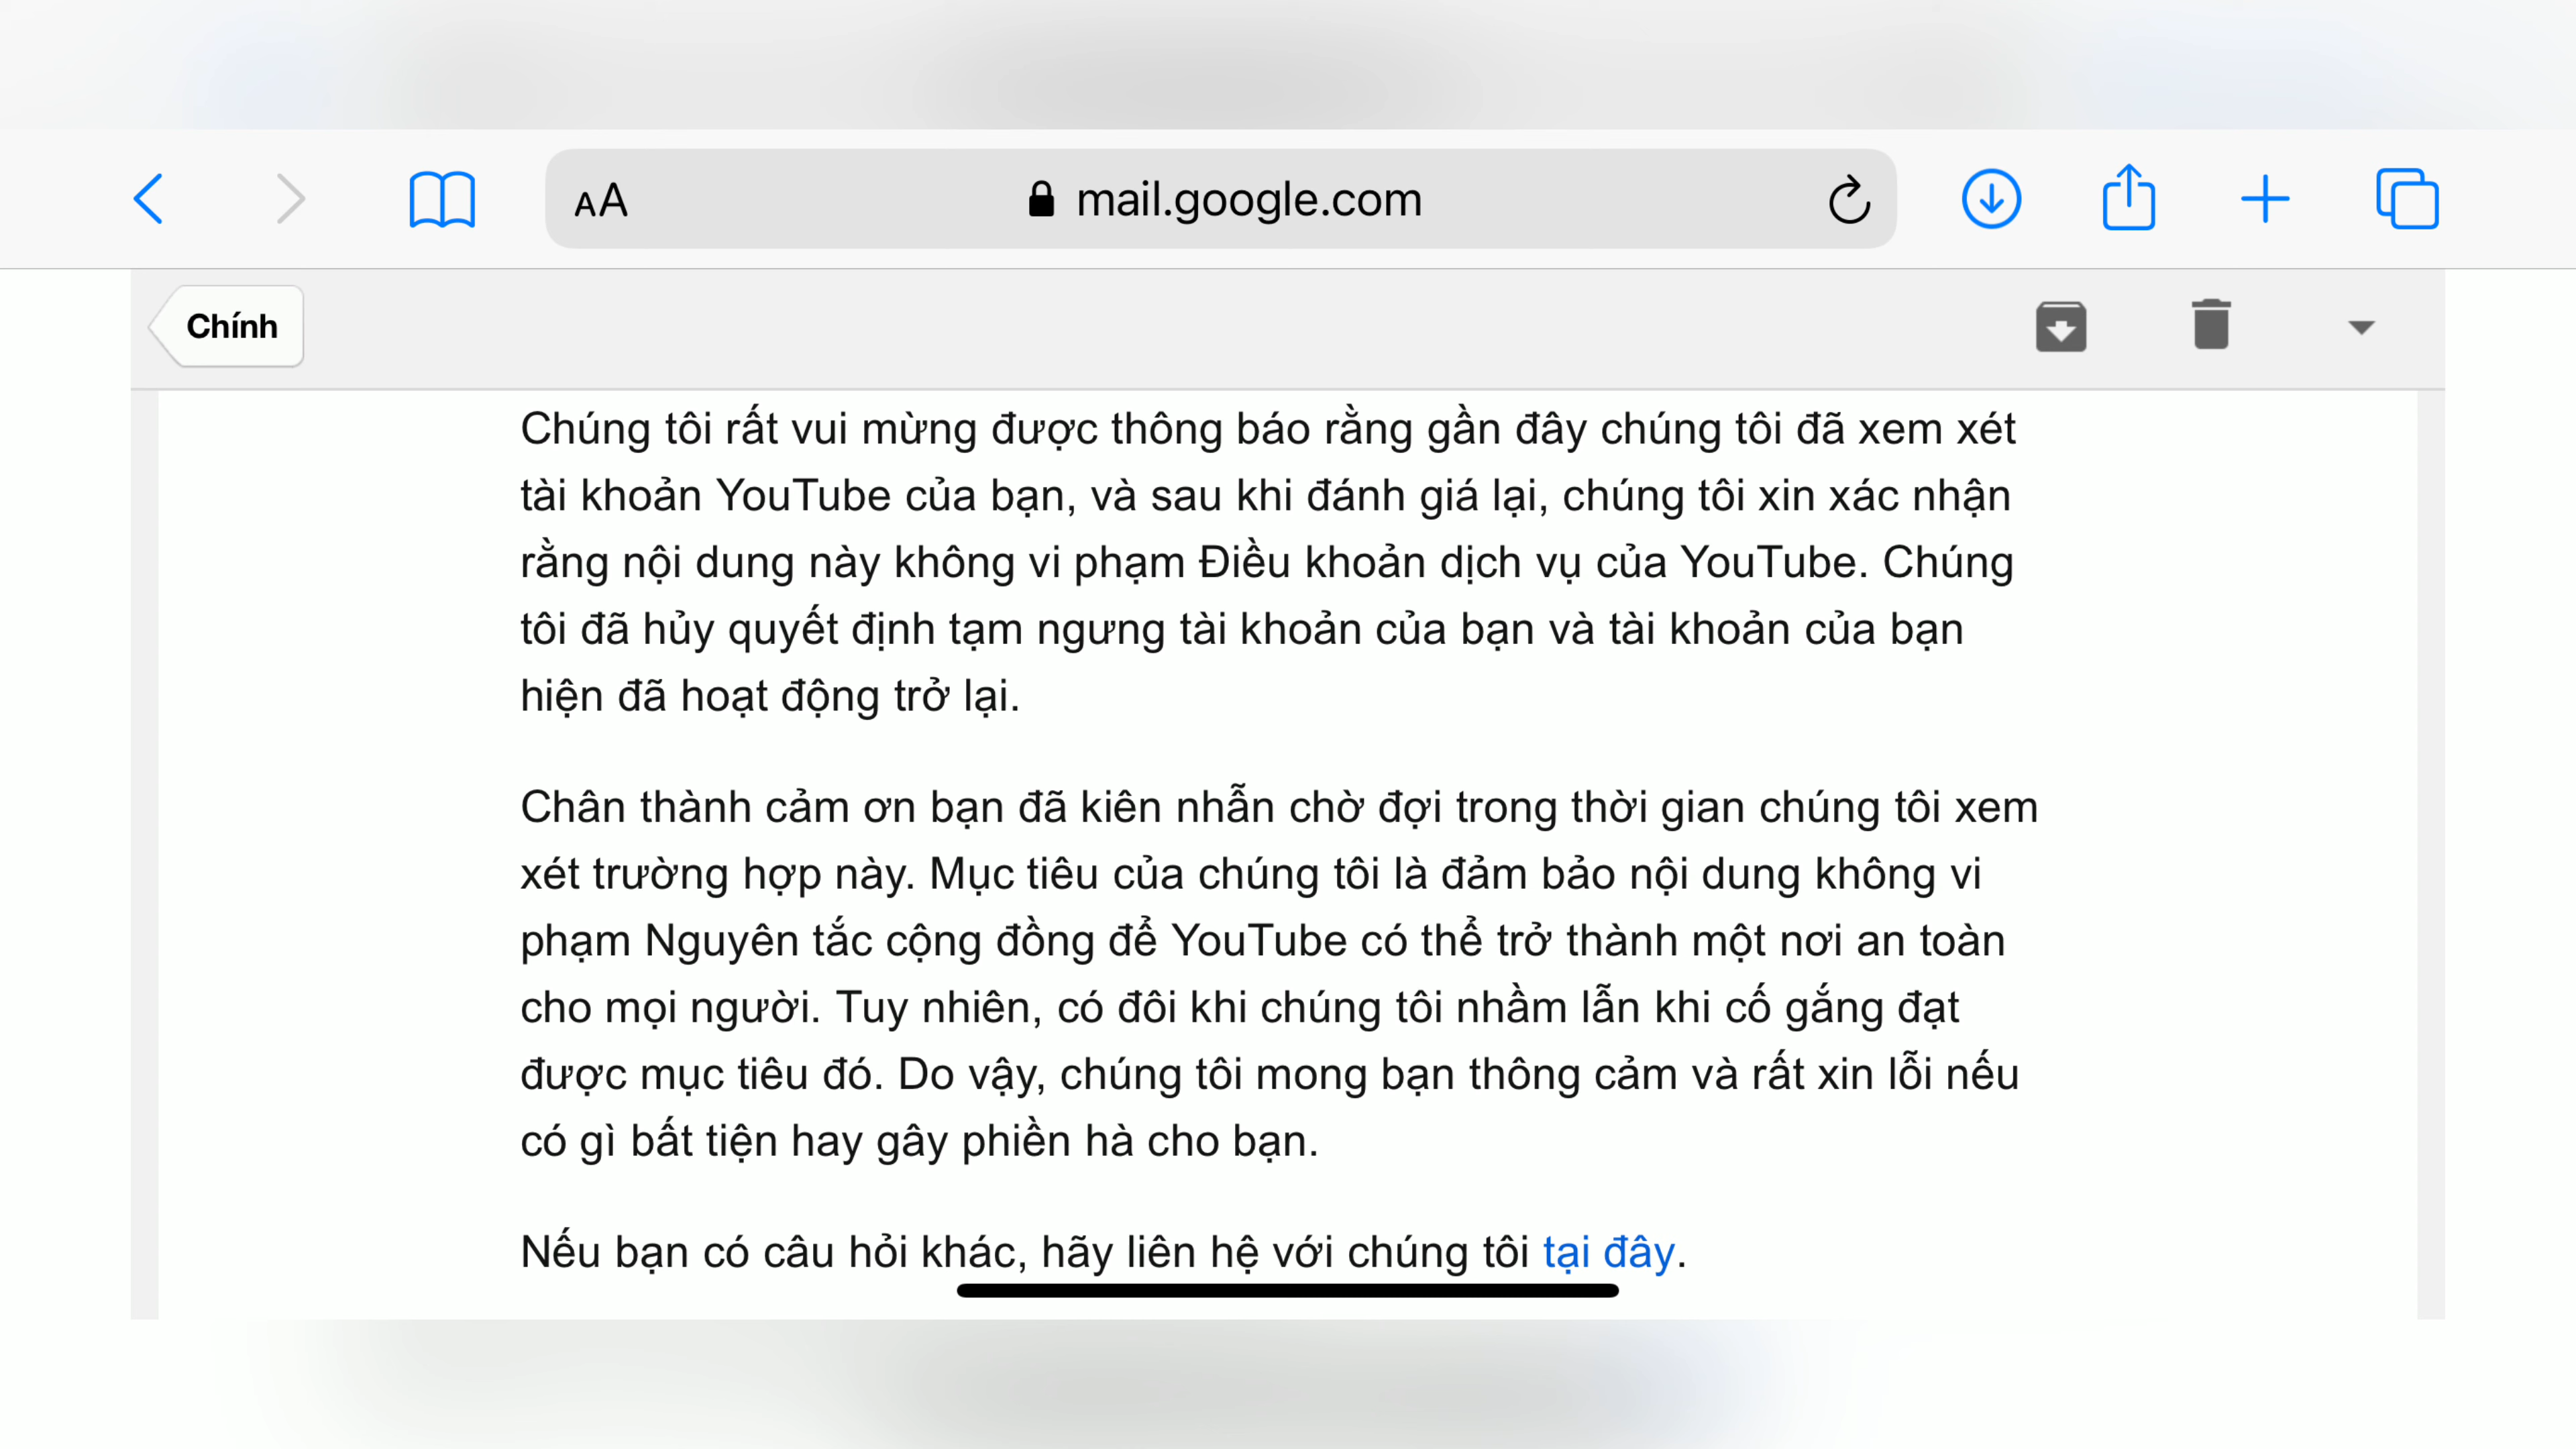 AA mail.google.com
Chính
Chúng tôi rất vui mừng được thông báo rằng gần đây chúng tôi đã xem xét
tài khoản YouTube của bạn, và sau khi đánh giá lại, chúng tôi xin xác nhận
rằng nội dung này không vi phạm Điều khoản dịch vụ của YouTube. Chúng
tôi đã hủy quyết định tạm ngưng tài khoản của bạn và tài khoản của bạn
hiện đã hoạt động trở lại.
Chân thành cảm ơn bạn đã kiên nhẫn chờ đợi trong thời gian chúng tôi xem
xét trường hợp này. Mục tiêu của chúng tôi là đảm bảo nội dung không vi
phạm Nguyên tắc cộng đồng để YouTube có thể trở thành một nơi an toàn
cho mọi người. Tuy nhiên, có đôi khi chúng tôi nhầm lẫn khi cố gắng đạt
được mục tiêu đó. Do vậy, chúng tôi mong bạn thông cảm và rất xin lỗi nếu
có gì bất tiện hay gây phiền hà cho bạn.
Nếu bạn có câu hỏi khác, hãy liên hệ với chúng tôi tại đây.